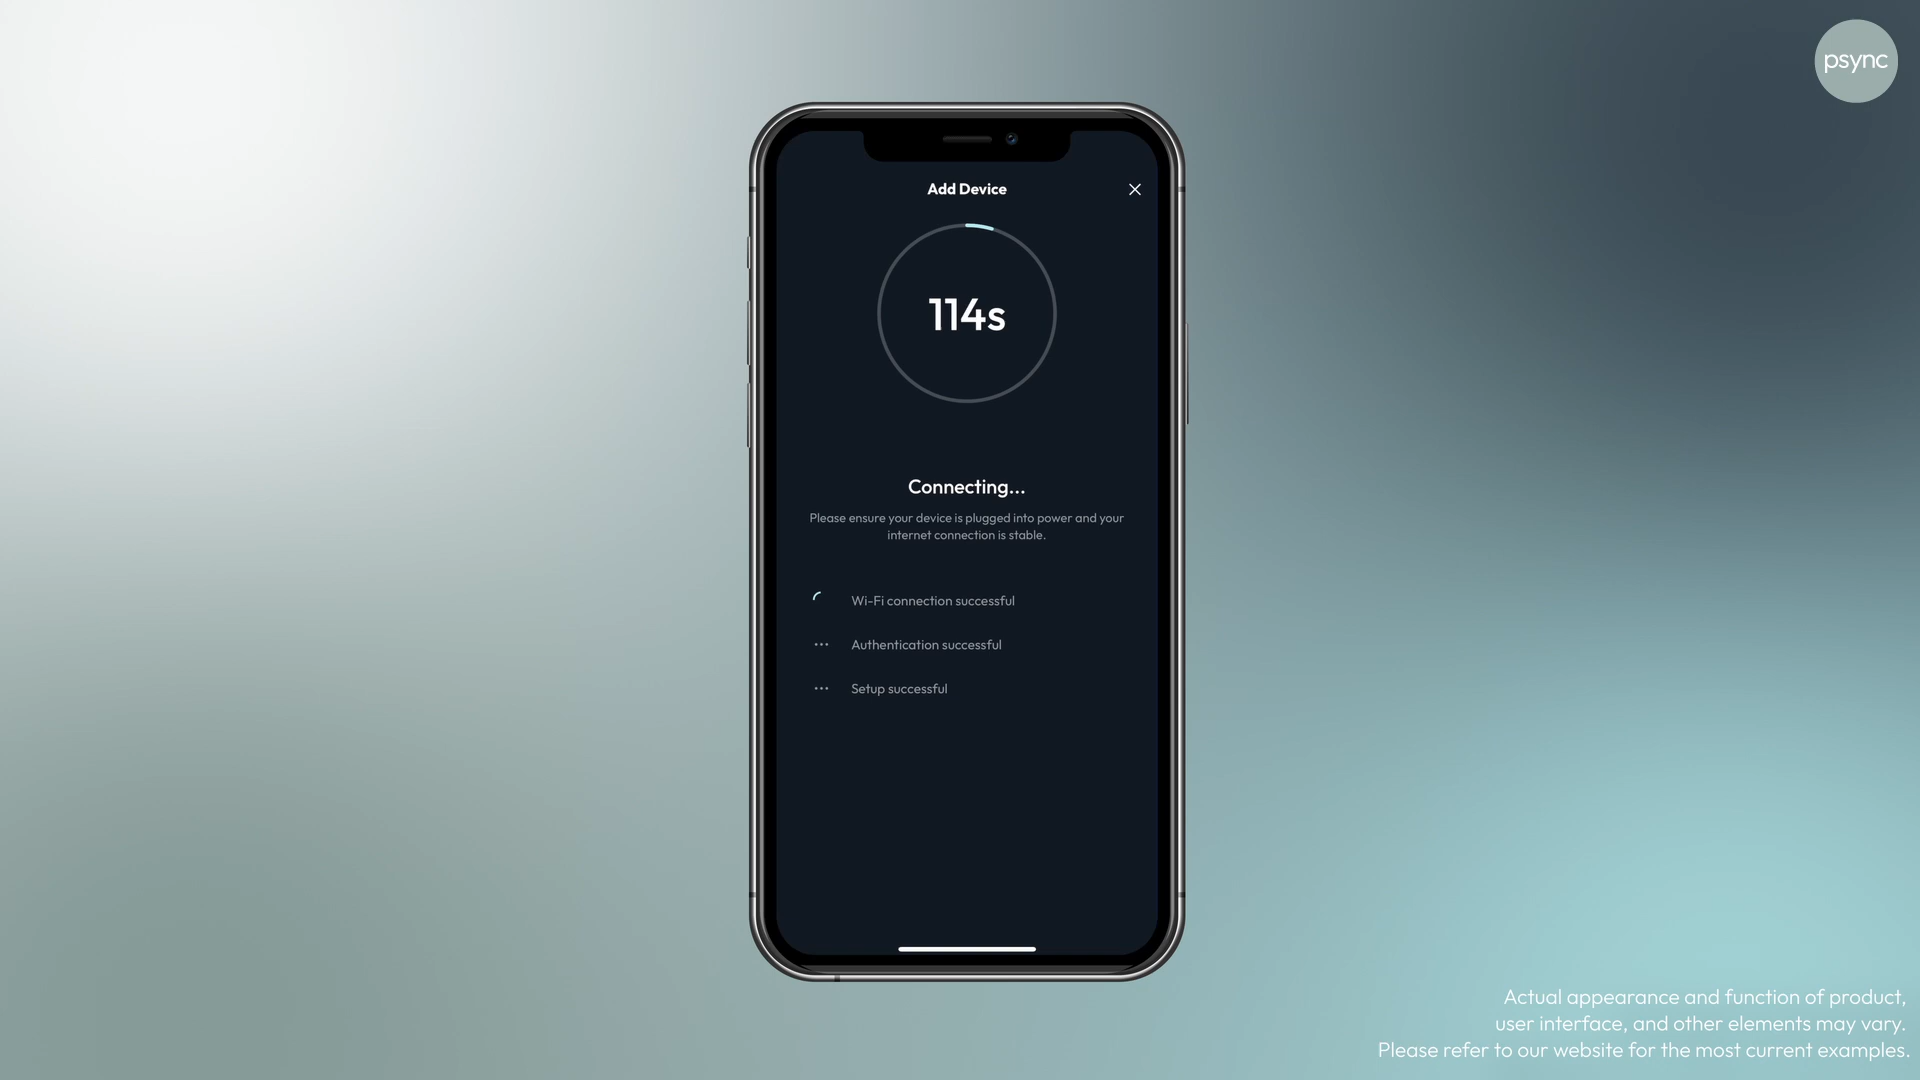 psync
Add Device
114s
Connecting...
Please ensure your device is plugged into power and your
internet connection is stable.
Wi-Fi connection successful
Authentication successful
Setup successful
Actual appearance and function of product,
user interface, and other elements may vary.
Please refer to our website for the most current examples.